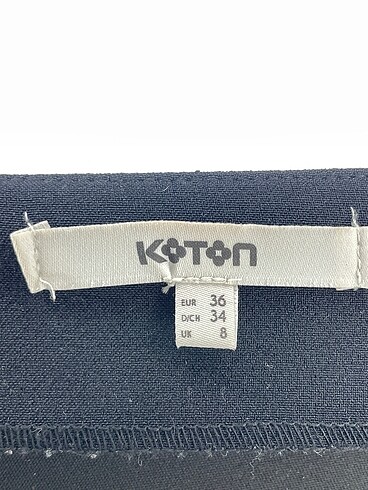 KOTON
EUR 36
D/CH 34
UK 8